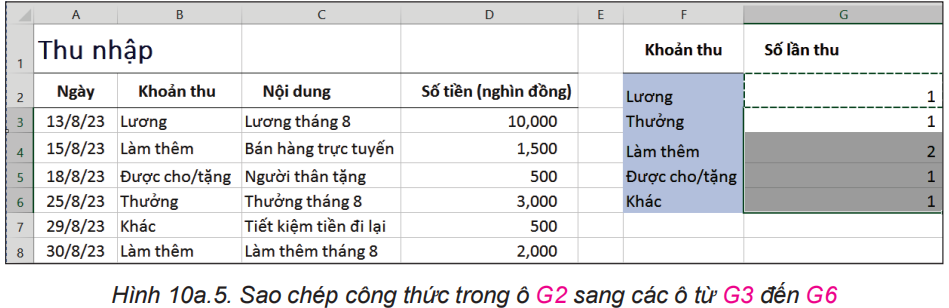 A B C D E F G
1 Thu nhập Khoản thu Số lần thu
2 Ngày Khoản thu Nội dung Số tiền (nghìn đồng) Lương 1
3 13/8/23 Lương Lương tháng 8 10,000 Thưởng 1
4 15/8/23 Làm thêm Bán hàng trực tuyến 1,500 Làm thêm 2
5 18/8/23 Được cho/tặng Người thân tặng 500 Được cho/tặng 1
6 25/8/23 Thưởng Thưởng tháng 8 3,000 Khác 1
7 29/8/23 Khác Tiết kiệm tiền đi lại 500
8 30/8/23 Làm thêm Làm thêm tháng 8 2,000
Hình 10a.5. Sao chép công thức trong ô G2 sang các ô từ G3 đến G6